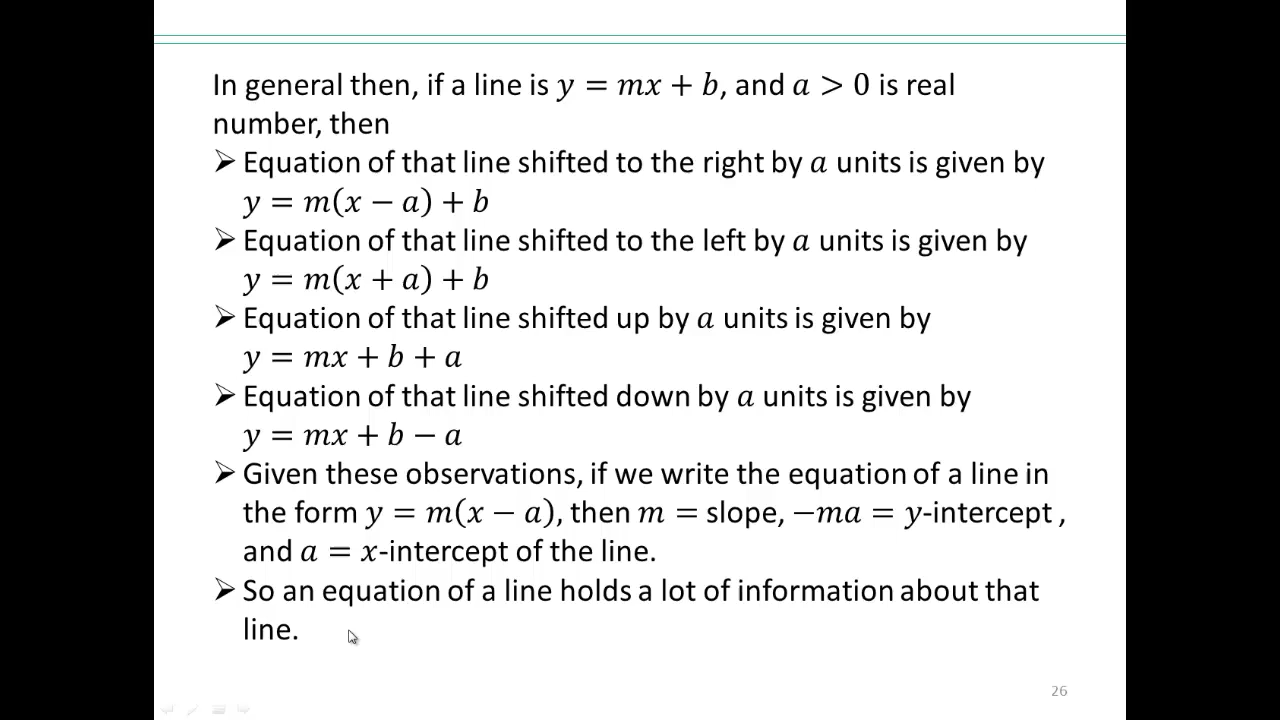 In general then, if a line is 𝑦 = 𝑚𝑥 + 𝑏, and 𝑎 > 0 is real
number, then
➢ Equation of that line shifted to the right by 𝑎 units is given by
𝑦 = 𝑚(𝑥 − 𝑎) + 𝑏
➢ Equation of that line shifted to the left by 𝑎 units is given by
𝑦 = 𝑚(𝑥 + 𝑎) + 𝑏
➢ Equation of that line shifted up by 𝑎 units is given by
𝑦 = 𝑚𝑥 + 𝑏 + 𝑎
➢ Equation of that line shifted down by 𝑎 units is given by
𝑦 = 𝑚𝑥 + 𝑏 − 𝑎
➢ Given these observations, if we write the equation of a line in
the form 𝑦 = 𝑚(𝑥 − 𝑎), then 𝑚 = slope, −𝑚𝑎 = 𝑦-intercept ,
and 𝑎 = 𝑥-intercept of the line.
➢ So an equation of a line holds a lot of information about that
line.
26